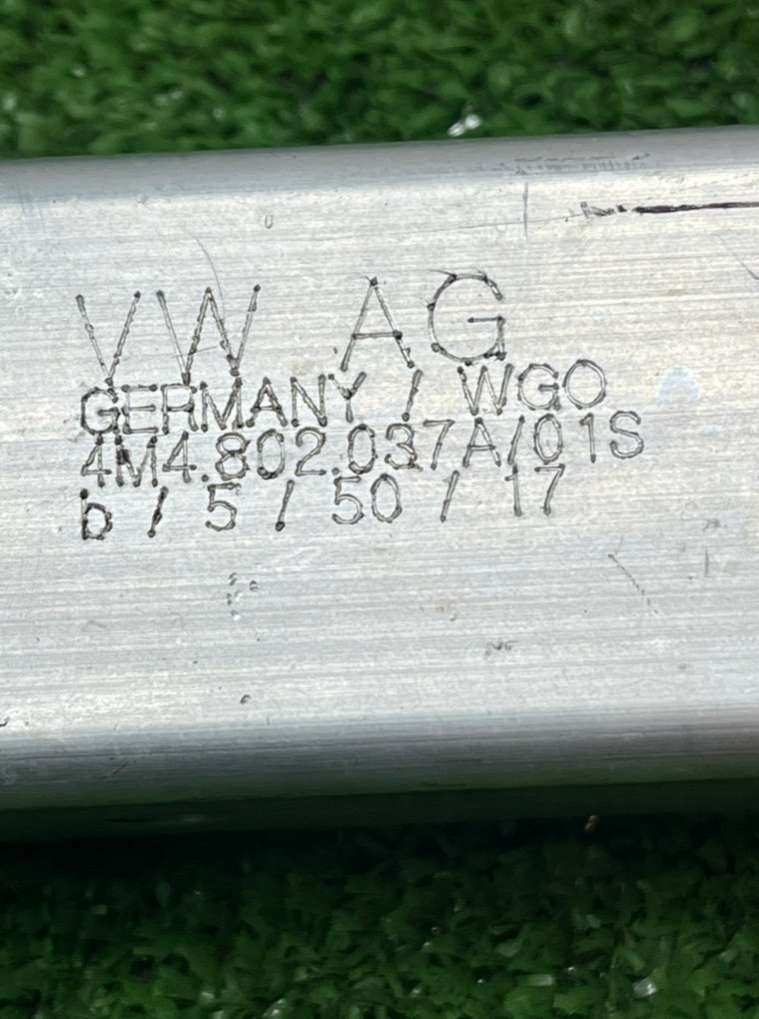 VW AG
GERMANY / WGO
4M4.802.037A/01S
b / 5 / 50 / 17